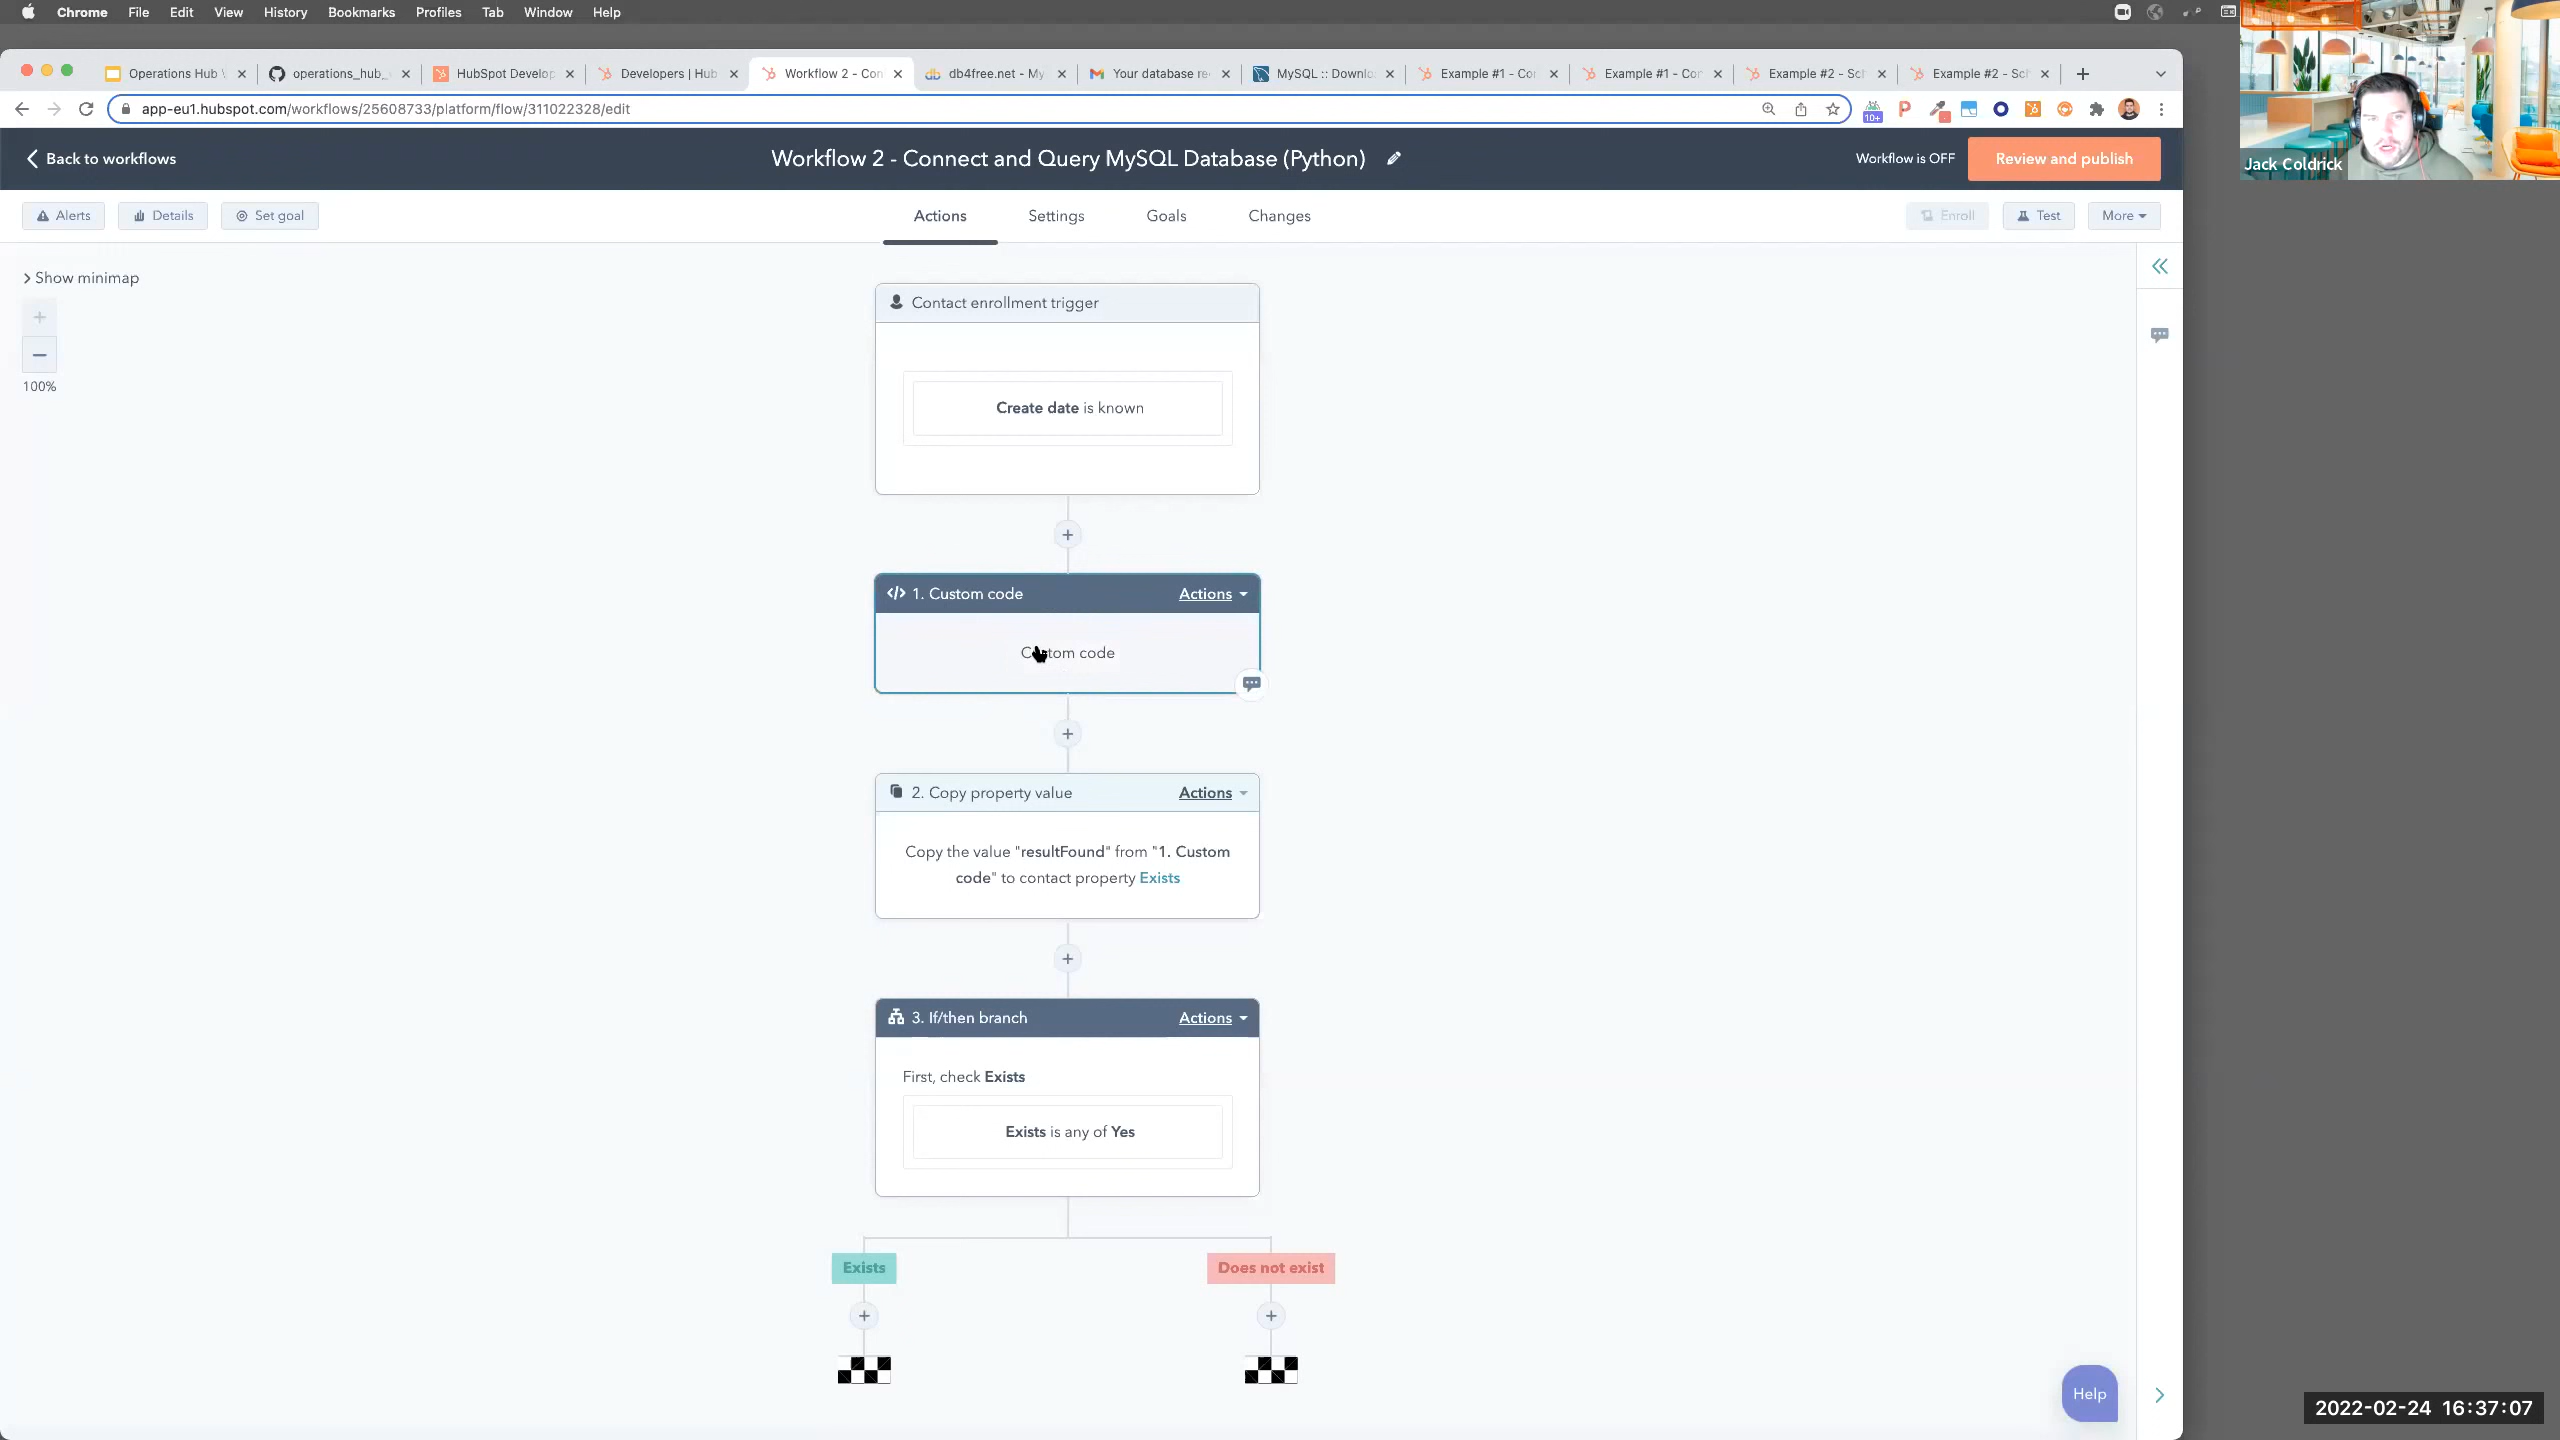 Chrome File Edit View History Bookmarks Profiles Tab Window Help
Operations Hub \
operations_hub_
HubSpot Develop
Developers | Hub
Workflow 2 - Con
db4free.net - My
Your database re
MySQL :: Downlo
Example #1 - Co
Example #1 - Con
Example #2 - Sch
Example #2 - Sch
app-eu1.hubspot.com/workflows/25608733/platform/flow/311022328/edit
10+
Jack Coldrick
Back to workflows
Workflow 2 - Connect and Query MySQL Database (Python)
Workflow is OFF
Review and publish
Alerts
Details
Set goal
Actions
Settings
Goals
Changes
Enroll
Test
More
Show minimap
+
−
100%
Contact enrollment trigger
Create date is known
1. Custom code
Actions
Custom code
2. Copy property value
Actions
Copy the value "resultFound" from "1. Custom
code" to contact property Exists
3. If/then branch
Actions
First, check Exists
Exists is any of Yes
Exists
Does not exist
Help
2022-02-24 16:37:07